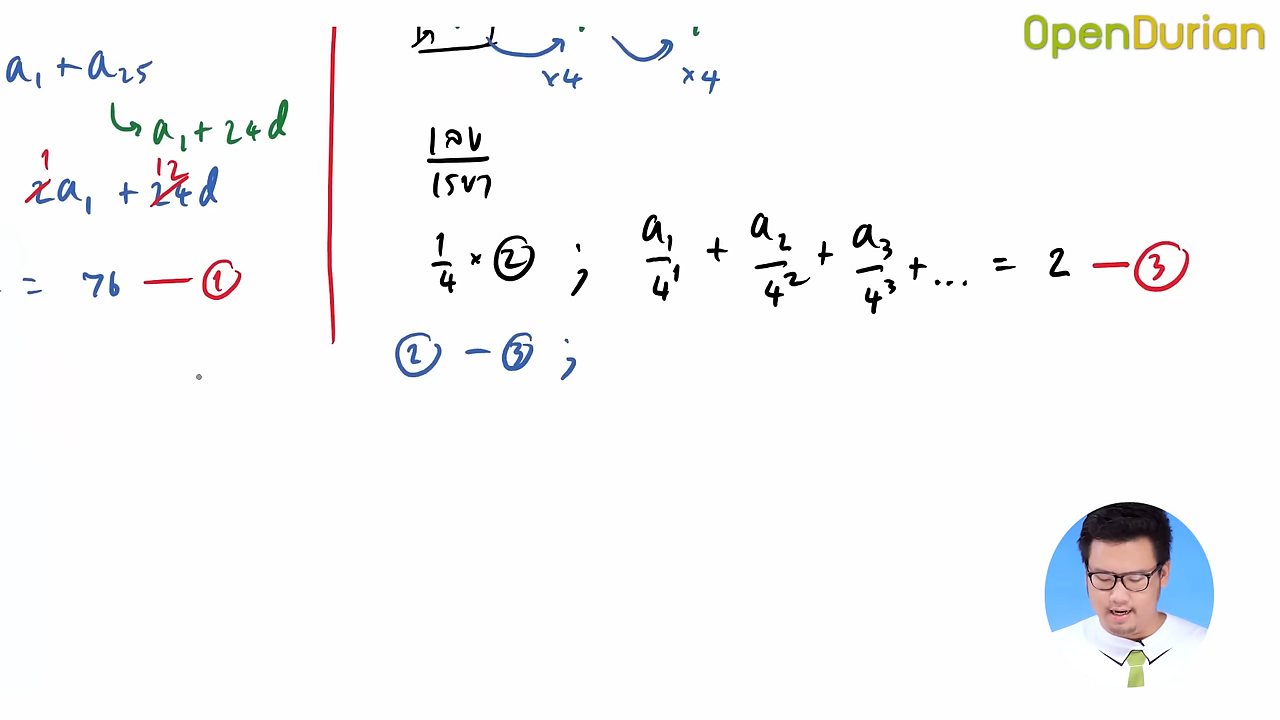 OpenDurian
a₁ + a₂₅
↳ a₁ + 24d
1 12
2a₁ + 24d
= 76 — ①
×4 ×4
เลข
เรขา
1/4 × ② ; a₁/4¹ + a₂/4² + a₃/4³ + ... = 2 — ③
② − ③ ;